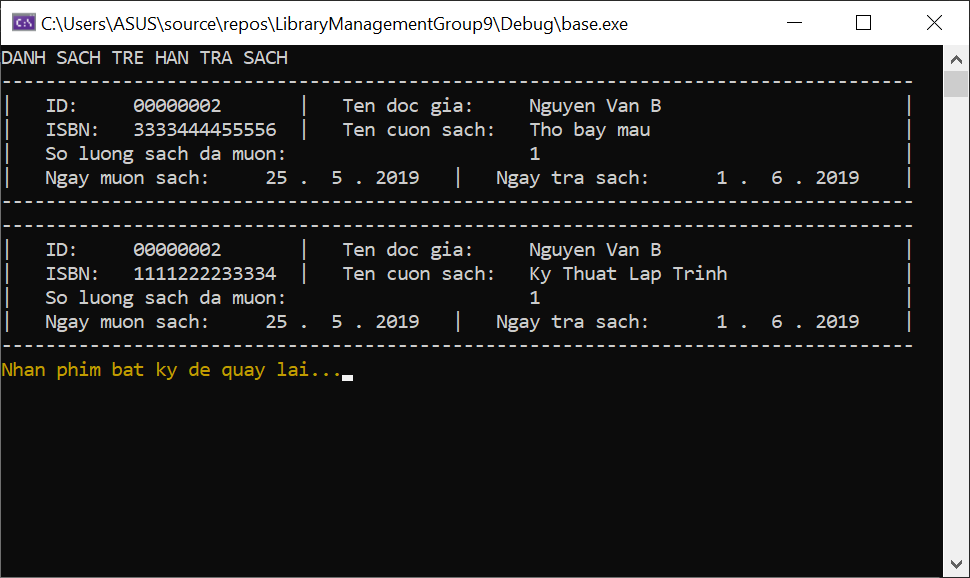 C:\Users\ASUS\source\repos\LibraryManagementGroup9\Debug\base.exe
DANH SACH TRE HAN TRA SACH
-----------------------------------------------------------------------------------
|   ID:     00000002       |   Ten doc gia:     Nguyen Van B                      |
|   ISBN:   3333444455556  |   Ten cuon sach:   Tho bay mau                       |
|   So luong sach da muon:                      1                                 |
|   Ngay muon sach:     25 .  5 . 2019   |   Ngay tra sach:      1 .  6 . 2019    |
-----------------------------------------------------------------------------------
-----------------------------------------------------------------------------------
|   ID:     00000002       |   Ten doc gia:     Nguyen Van B                      |
|   ISBN:   1111222233334  |   Ten cuon sach:   Ky Thuat Lap Trinh                |
|   So luong sach da muon:                      1                                 |
|   Ngay muon sach:     25 .  5 . 2019   |   Ngay tra sach:      1 .  6 . 2019    |
-----------------------------------------------------------------------------------
Nhan phim bat ky de quay lai...